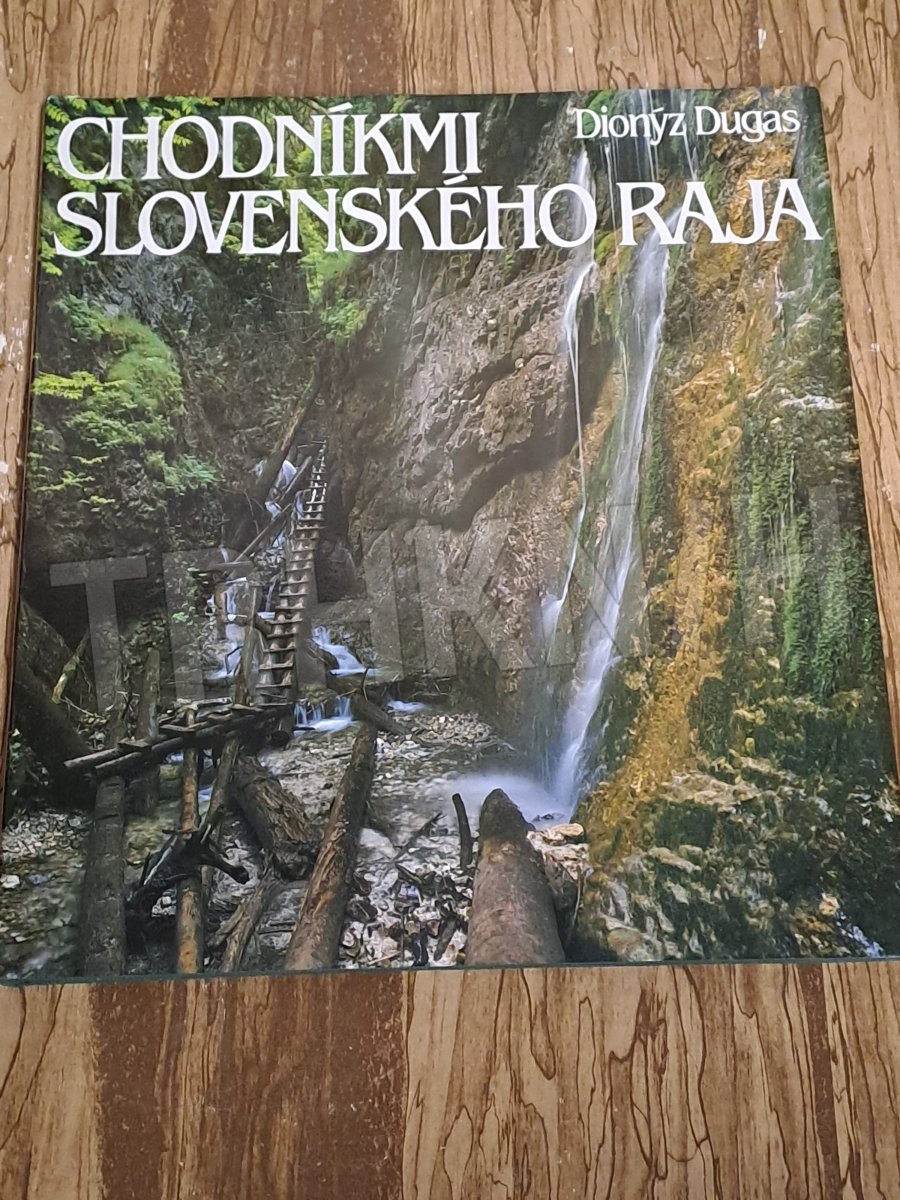 CHODNÍKMI
Dionýz Dugas
SLOVENSKÉHO RAJA